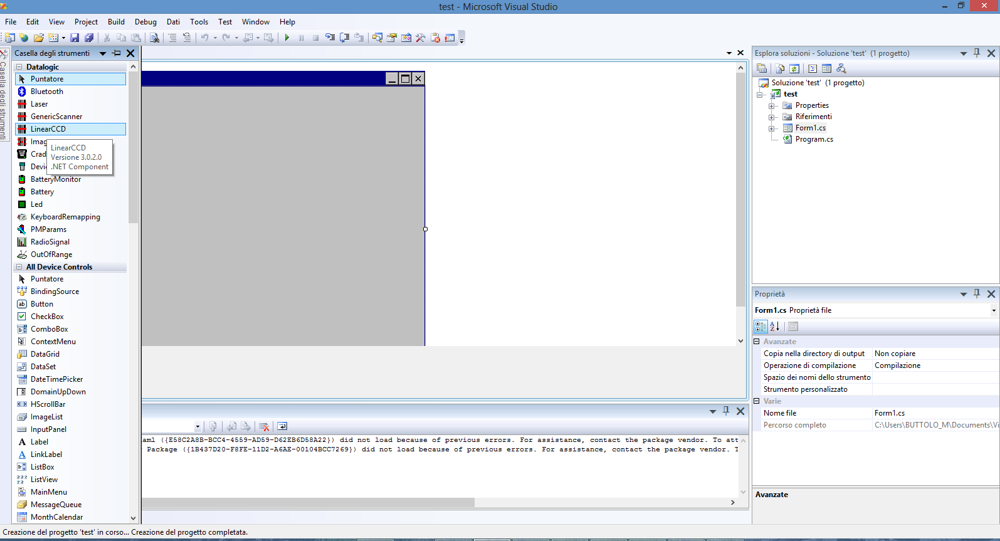 test - Microsoft Visual Studio
File Edit View Project Build Debug Dati Tools Test Window Help
Casella degli strumenti
Casella degli strumenti
Datalogic
Puntatore
Bluetooth
Laser
GenericScanner
LinearCCD
Imag
Crad
Devi
LinearCCD
Versione 3.0.2.0
.NET Component
BatteryMonitor
Battery
Led
KeyboardRemapping
PMParams
RadioSignal
OutOfRange
All Device Controls
Puntatore
BindingSource
Button
CheckBox
ComboBox
ContextMenu
DataGrid
DataSet
DateTimePicker
DomainUpDown
HScrollBar
ImageList
InputPanel
Label
LinkLabel
ListBox
ListView
MainMenu
MessageQueue
MonthCalendar
aml ({E58C2A8B-BCC4-4559-AD59-D62EB6D58A22}) did not load because of previous errors. For assistance, contact the package vendor. To att
Package ({1B437D20-F8FE-11D2-A6AE-00104BCC7269}) did not load because of previous errors. For assistance, contact the package vendor. T
Esplora soluzioni - Soluzione 'test' (1 progetto)
Soluzione 'test' (1 progetto)
test
Properties
Riferimenti
Form1.cs
Program.cs
Proprietà
Form1.cs Proprietà file
Avanzate
Copia nella directory di output Non copiare
Operazione di compilazione Compilazione
Spazio dei nomi dello strumento
Strumento personalizzato
Varie
Nome file Form1.cs
Percorso completo C:\Users\BUTTOLO_M\Documents\Vi
Avanzate
Creazione del progetto 'test' in corso... Creazione del progetto completata.